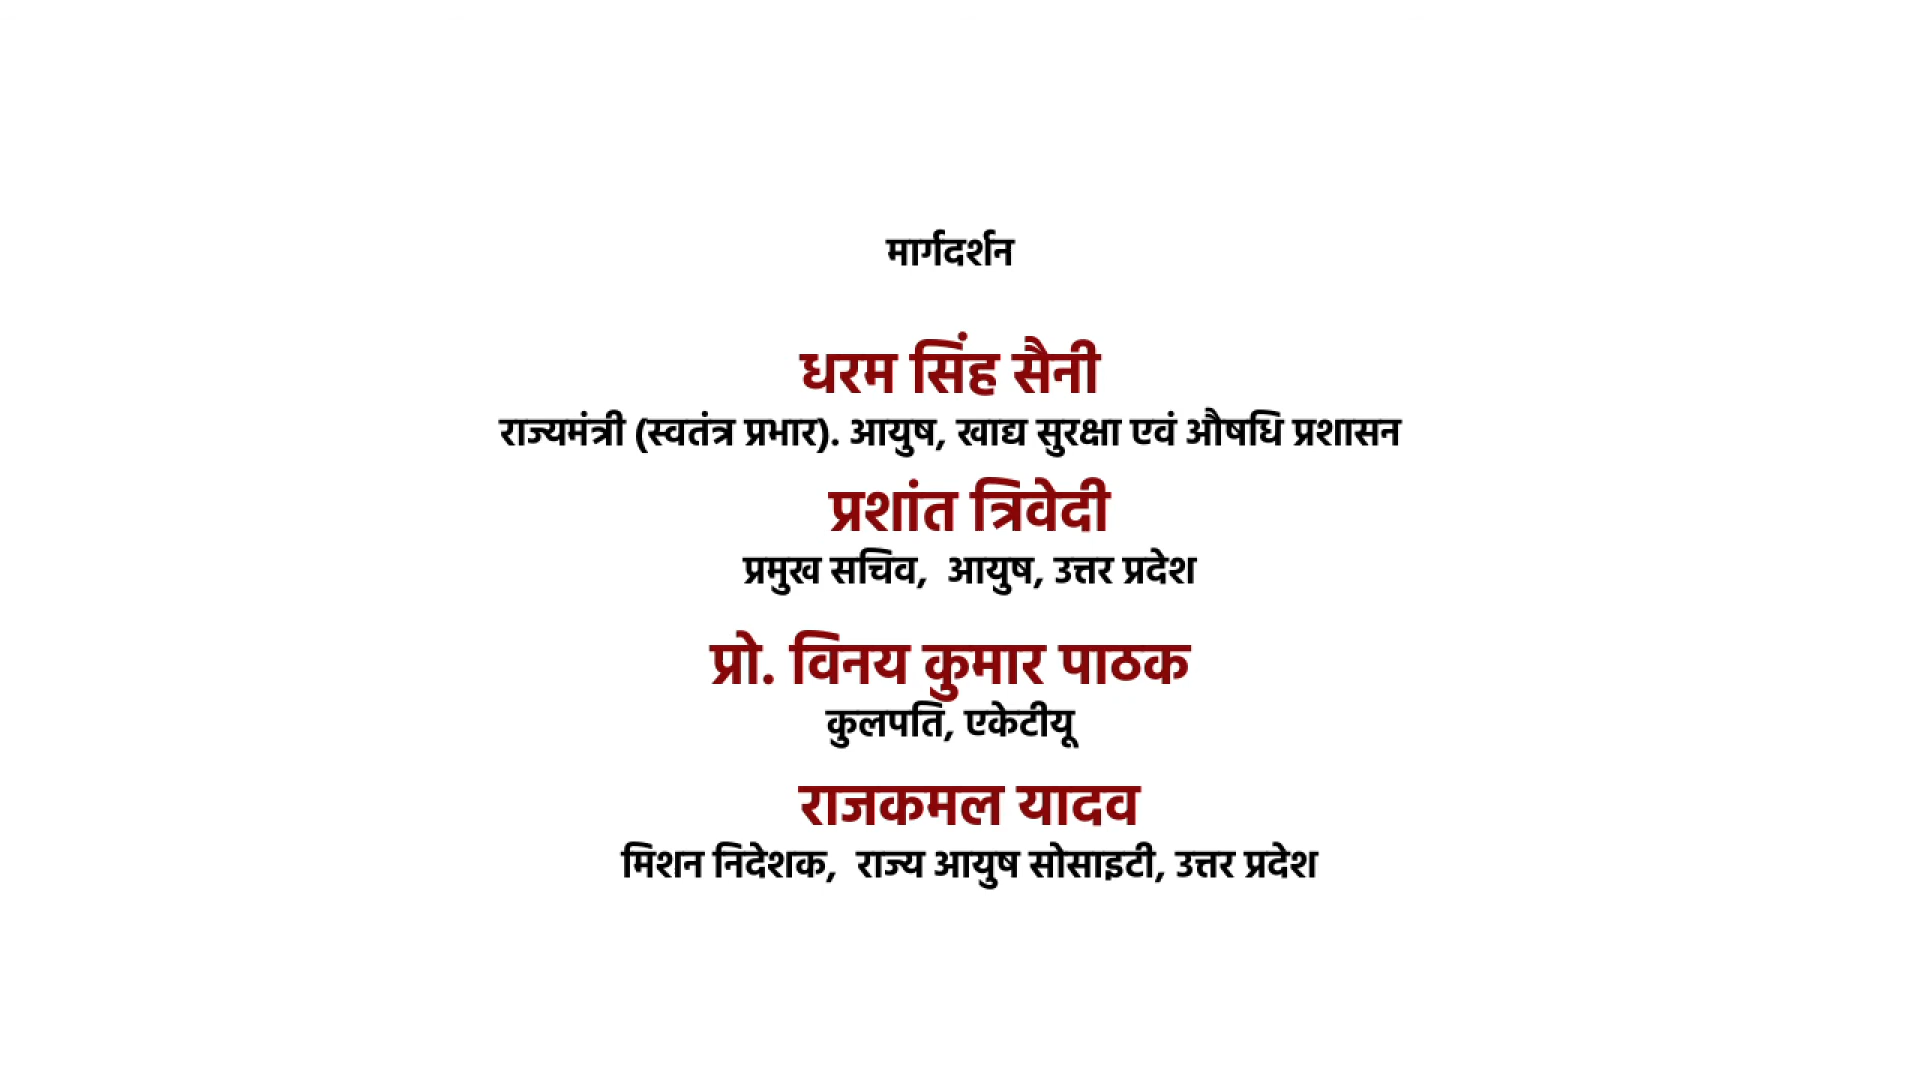 मार्गदर्शन
धरम सिंह सैनी
राज्यमंत्री (स्वतंत्र प्रभार). आयुष, खाद्य सुरक्षा एवं औषधि प्रशासन
प्रशांत त्रिवेदी
प्रमुख सचिव, आयुष, उत्तर प्रदेश
प्रो. विनय कुमार पाठक
कुलपति, एकेटीयू
राजकमल यादव
मिशन निदेशक, राज्य आयुष सोसाइटी, उत्तर प्रदेश